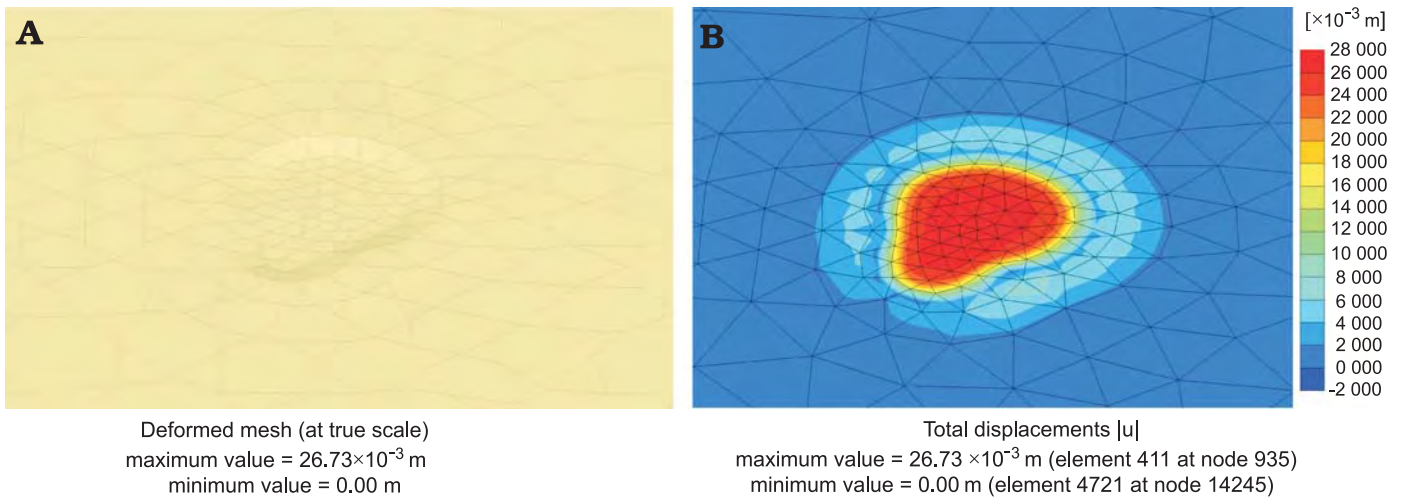 A
B
[×10⁻³ m]
28 000
26 000
24 000
22 000
20 000
18 000
16 000
14 000
12 000
10 000
8 000
6 000
4 000
2 000
0 000
-2 000
Deformed mesh (at true scale)
maximum value = 26.73×10⁻³ m
minimum value = 0.00 m
Total displacements |u|
maximum value = 26.73 ×10⁻³ m (element 411 at node 935)
minimum value = 0.00 m (element 4721 at node 14245)